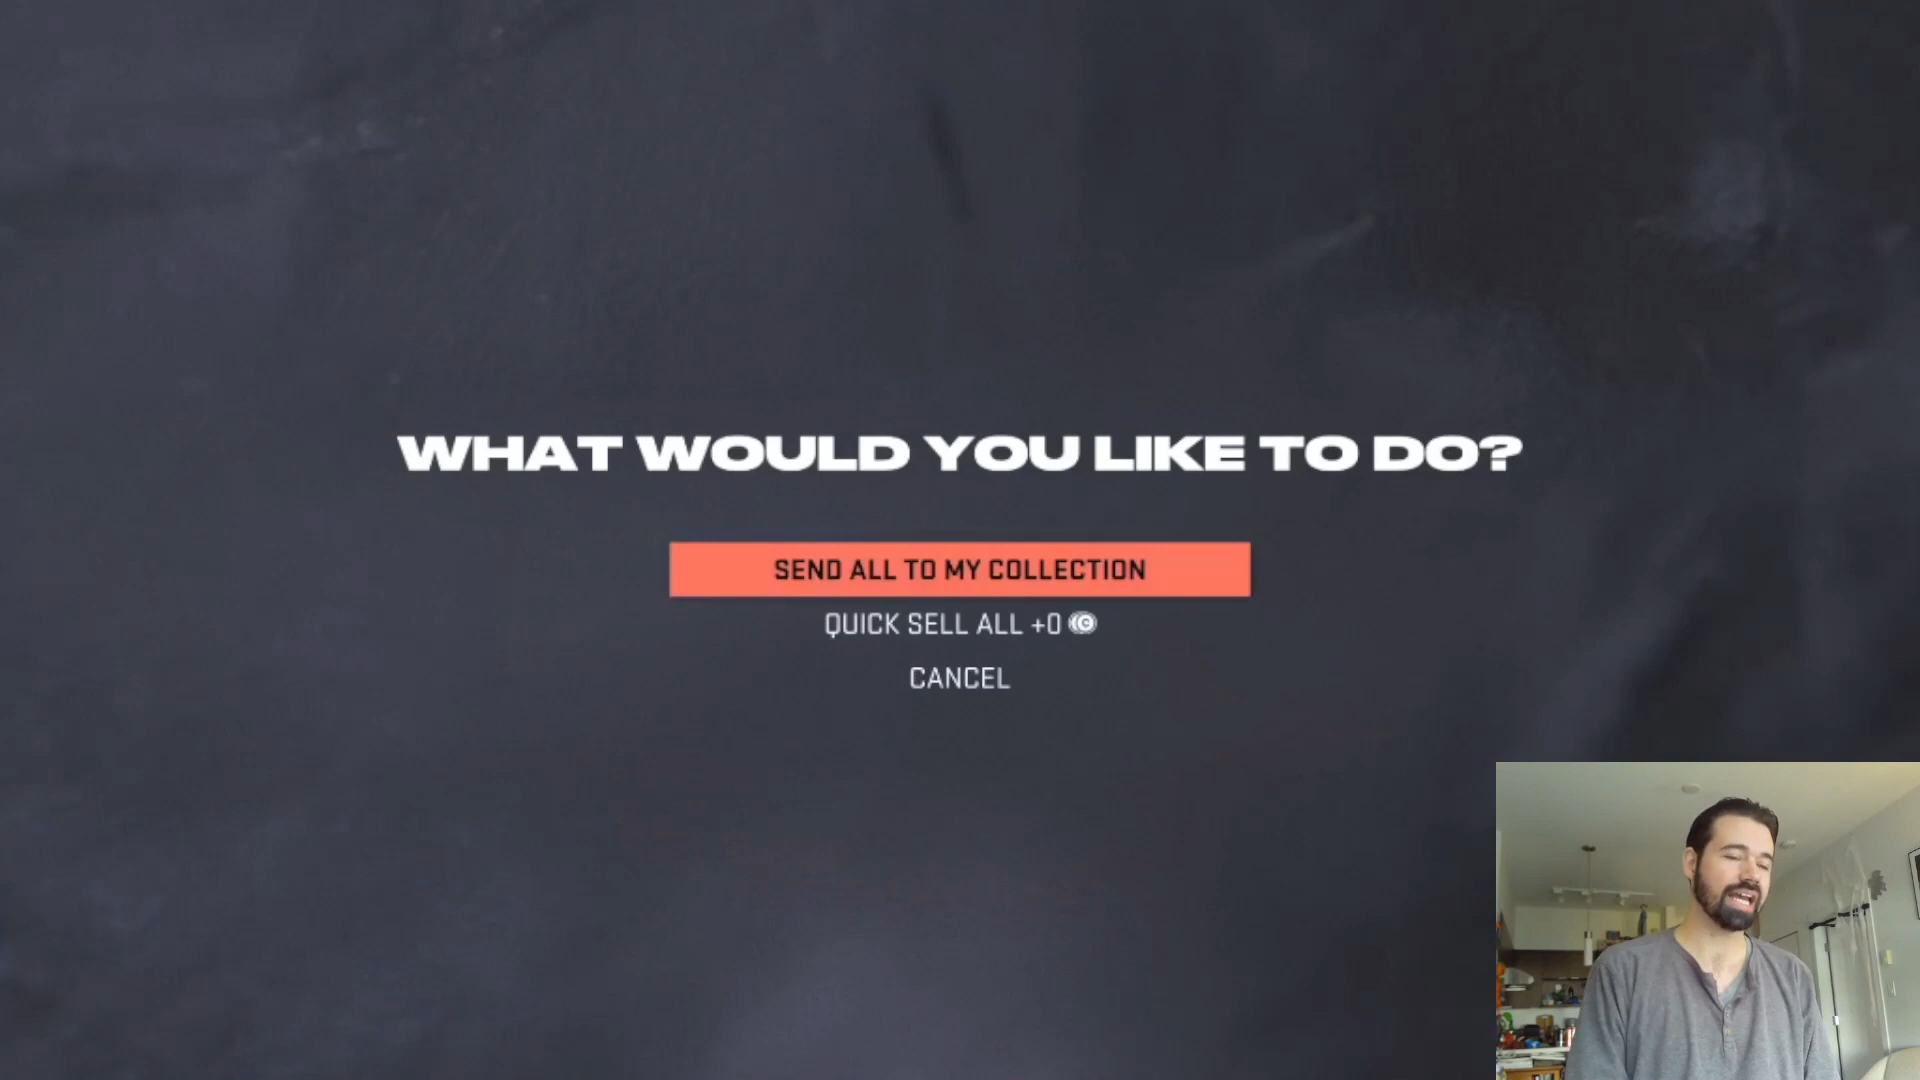 WHAT WOULD YOU LIKE TO DO?
SEND ALL TO MY COLLECTION
QUICK SELL ALL +0
CANCEL